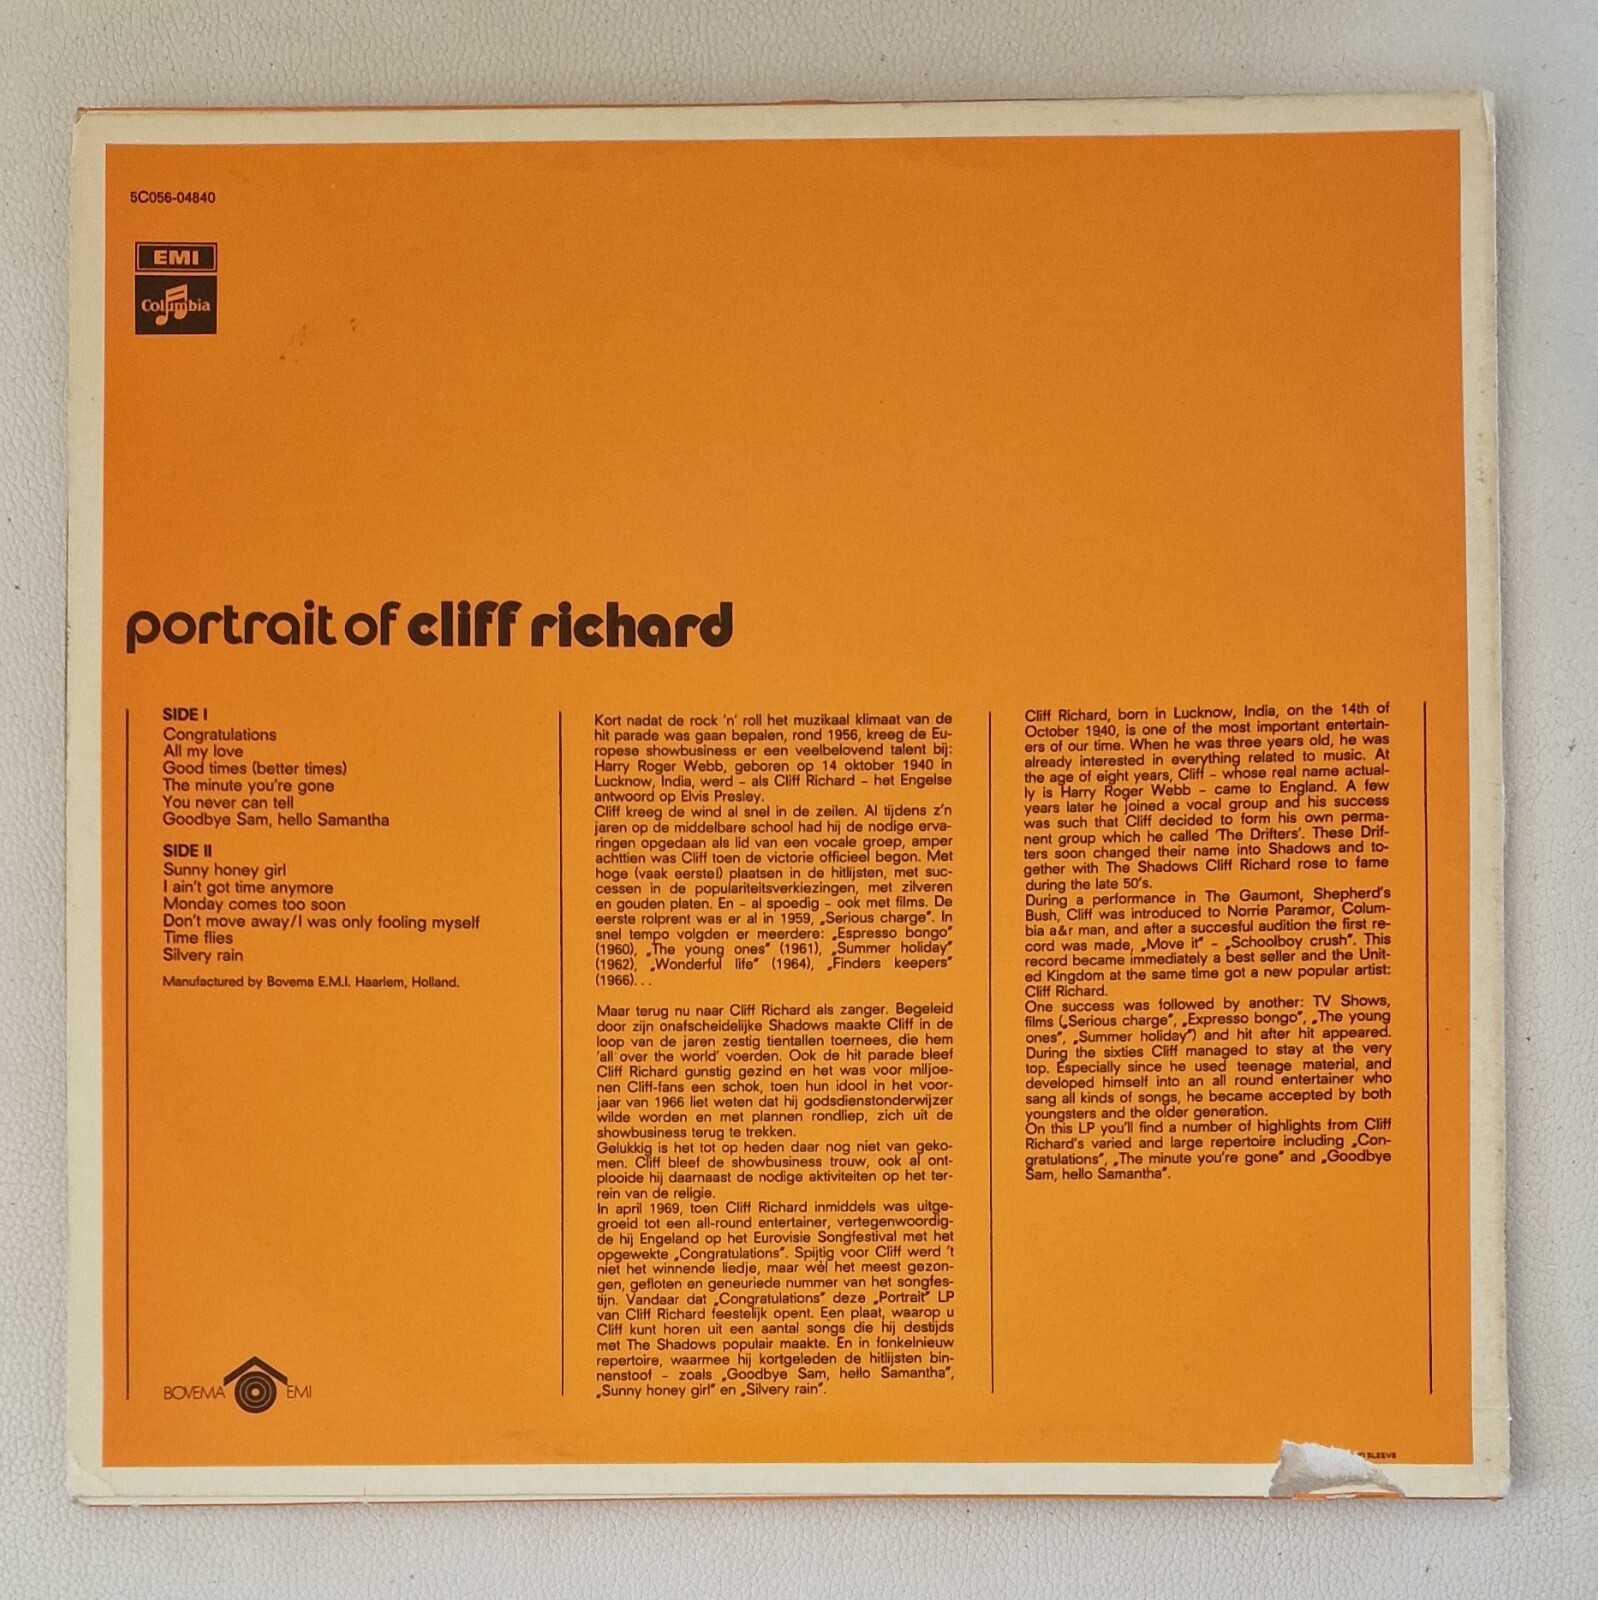 5C056-04840
EMI
Columbia
portrait of cliff richard
SIDE I
Congratulations
All my love
Good times (better times)
The minute you're gone
You never can tell
Goodbye Sam, hello Samantha
SIDE II
Sunny honey girl
I ain't got time anymore
Monday comes too soon
Don't move away/I was only fooling myself
Time flies
Silvery rain
Manufactured by Bovema E.M.I. Haarlem, Holland.
BOVEMA EMI
Kort nadat de rock 'n' roll het muzikaal klimaat van de
hit parade was gaan bepalen, rond 1956, kreeg de Eu-
ropese showbusiness er een veelbelovend talent bij:
Harry Roger Webb, geboren op 14 oktober 1940 in
Lucknow, India, werd – als Cliff Richard – het Engelse
antwoord op Elvis Presley.
Cliff kreeg de wind al snel in de zeilen. Al tijdens z'n
jaren op de middelbare school had hij de nodige erva-
ringen opgedaan als lid van een vocale groep, amper
achttien was Cliff toen de victorie officieel begon. Met
hoge (vaak eerste!) plaatsen in de hitlijsten, met suc-
cessen in de populariteitsverkiezingen, met zilveren
en gouden platen. En – al spoedig – ook met films. De
eerste rolprent was er al in 1959, „Serious charge". In
snel tempo volgden er meerdere: „Espresso bongo"
(1960), „The young ones" (1961), „Summer holiday"
(1962), „Wonderful life" (1964), „Finders keepers"
(1966)...
Maar terug nu naar Cliff Richard als zanger. Begeleid
door zijn onafscheidelijke Shadows maakte Cliff in de
loop van de jaren zestig tientallen toernees, die hem
'all over the world' voerden. Ook de hit parade bleef
Cliff Richard gunstig gezind en het was voor miljoe-
nen Cliff-fans een schok, toen hun idool in het voor-
jaar van 1966 liet weten dat hij godsdienstonderwijzer
wilde worden en met plannen rondliep, zich uit de
showbusiness terug te trekken.
Gelukkig is het tot op heden daar nog niet van geko-
men. Cliff bleef de showbusiness trouw, ook al ont-
plooide hij daarnaast de nodige aktiviteiten op het ter-
rein van de religie.
In april 1969, toen Cliff Richard inmiddels was uitge-
groeid tot een all-round entertainer, vertegenwoordig-
de hij Engeland op het Eurovisie Songfestival met het
opgewekte „Congratulations". Spijtig voor Cliff werd 't
niet het winnende liedje, maar wèl het meest gezon-
gen, gefloten en geneuriede nummer van het songfes-
tijn. Vandaar dat „Congratulations" deze „Portrait" LP
van Cliff Richard feestelijk opent. Een plaat, waarop u
Cliff kunt horen uit een aantal songs die hij destijds
met The Shadows populair maakte. En in fonkelnieuw
repertoire, waarmee hij kortgeleden de hitlijsten bin-
nenstoof – zoals „Goodbye Sam, hello Samantha",
„Sunny honey girl" en „Silvery rain".
Cliff Richard, born in Lucknow, India, on the 14th of
October 1940, is one of the most important entertain-
ers of our time. When he was three years old, he was
already interested in everything related to music. At
the age of eight years, Cliff – whose real name actual-
ly is Harry Roger Webb – came to England. A few
years later he joined a vocal group and his success
was such that Cliff decided to form his own perma-
nent group which he called 'The Drifters'. These Drif-
ters soon changed their name into Shadows and to-
gether with The Shadows Cliff Richard rose to fame
during the late 50's.
During a performance in The Gaumont, Shepherd's
Bush, Cliff was introduced to Norrie Paramor, Colum-
bia a&r man, and after a succesful audition the first re-
cord was made, „Move it" – „Schoolboy crush". This
record became immediately a best seller and the Unit-
ed Kingdom at the same time got a new popular artist:
Cliff Richard.
One success was followed by another: TV Shows,
films („Serious charge", „Expresso bongo", „The young
ones", „Summer holiday") and hit after hit appeared.
During the sixties Cliff managed to stay at the very
top. Especially since he used teenage material, and
developed himself into an all round entertainer who
sang all kinds of songs, he became accepted by both
youngsters and the older generation.
On this LP you'll find a number of highlights from Cliff
Richard's varied and large repertoire including „Con-
gratulations", „The minute you're gone" and „Goodbye
Sam, hello Samantha".
SLEEVE